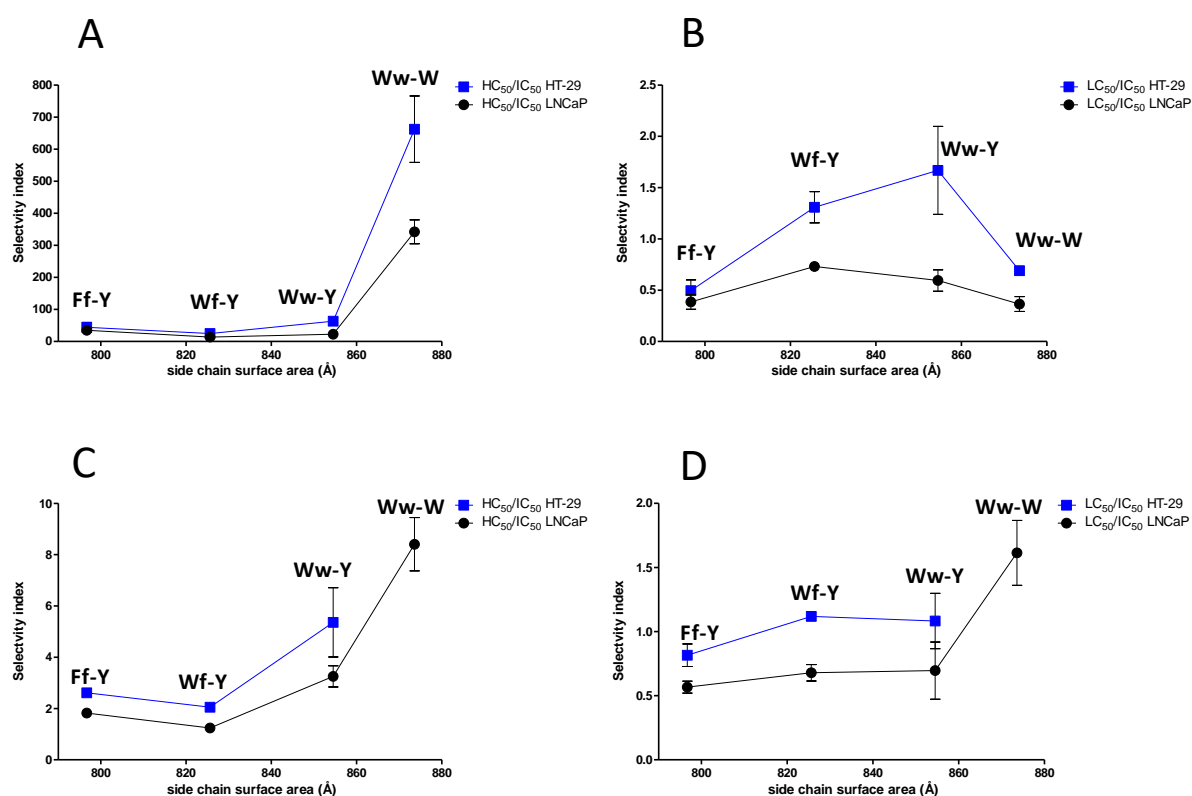 A
HC50/IC50 HT-29
HC50/IC50 LNCaP
Ww-W
Ff-Y
Wf-Y
Ww-Y
Selectvity index
800
700
600
500
400
300
200
100
0
800
820
840
860
880
side chain surface area (Å)
B
LC50/IC50 HT-29
LC50/IC50 LNCaP
Ff-Y
Wf-Y
Ww-Y
Ww-W
Selectvity index
2.5
2.0
1.5
1.0
0.5
0.0
800
820
840
860
880
side chain surface area (Å)
C
HC50/IC50 HT-29
HC50/IC50 LNCaP
Ww-W
Ww-Y
Ff-Y
Wf-Y
Selectvity index
10
8
6
4
2
0
800
820
840
860
880
side chain surface area (Å)
D
LC50/IC50 HT-29
LC50/IC50 LNCaP
Ww-W
Wf-Y
Ww-Y
Ff-Y
Selectvity index
2.0
1.5
1.0
0.5
0.0
800
820
840
860
880
side chain surface area (Å)